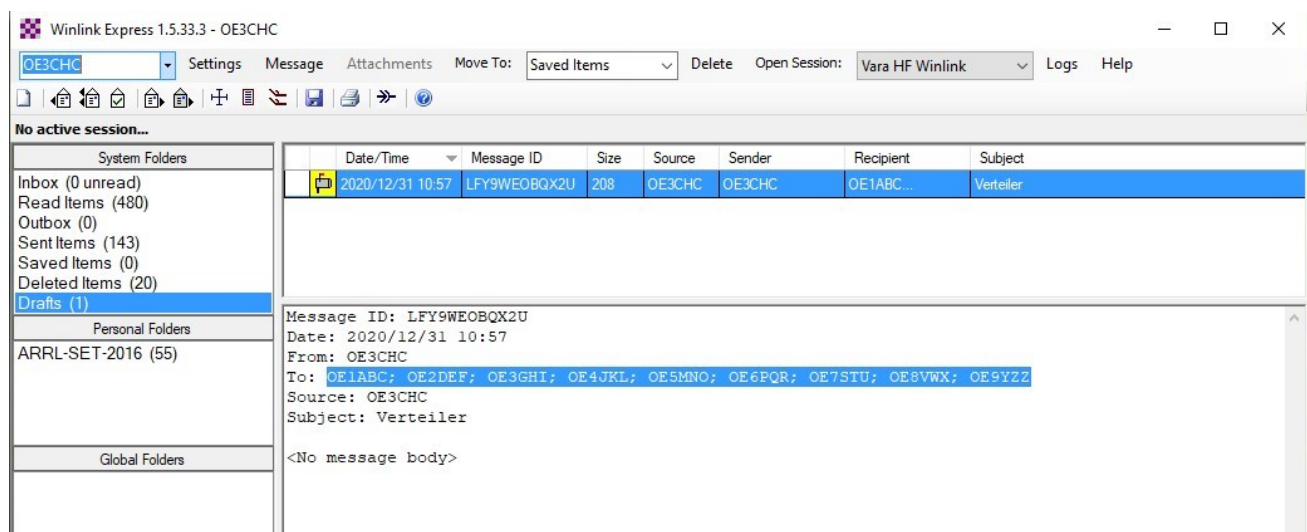 Winlink Express 1.5.33.3 - OE3CHC
OE3CHC Settings Message Attachments Move To: Saved Items Delete Open Session: Vara HF Winlink Logs Help
No active session...
System Folders
Inbox (0 unread)
Read Items (480)
Outbox (0)
Sent Items (143)
Saved Items (0)
Deleted Items (20)
Drafts (1)
Personal Folders
ARRL-SET-2016 (55)
Global Folders
Date/Time Message ID Size Source Sender Recipient Subject
2020/12/31 10:57 LFY9WEOBQX2U 208 OE3CHC OE3CHC OE1ABC... Verteiler
Message ID: LFY9WEOBQX2U
Date: 2020/12/31 10:57
From: OE3CHC
To: OE1ABC; OE2DEF; OE3GHI; OE4JKL; OE5MNO; OE6PQR; OE7STU; OE8VWX; OE9YZZ
Source: OE3CHC
Subject: Verteiler
<No message body>